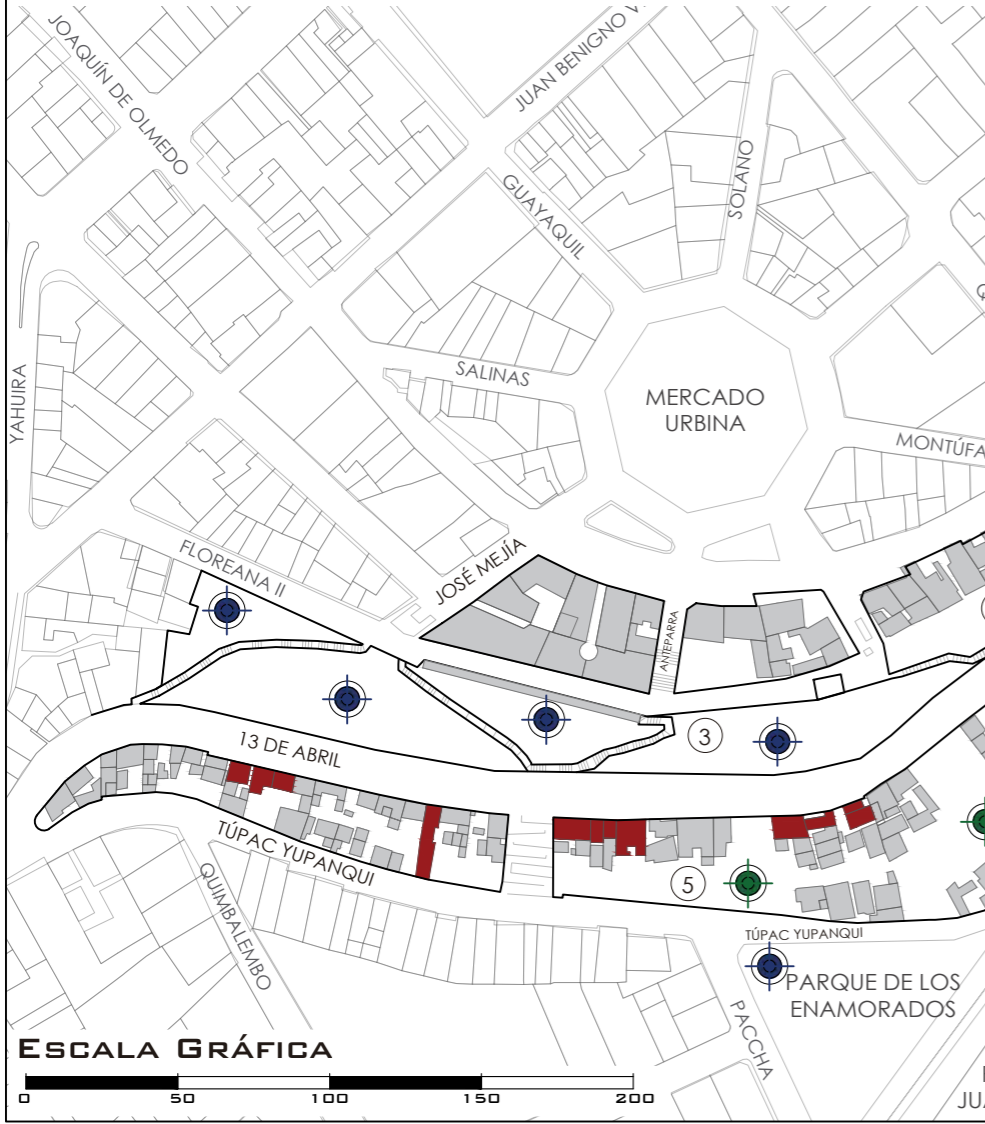 JOAQUÍN DE OLMEDO
JUAN BENIGNO
GUAYAQUIL
SOLANO
YAHUIRA
SALINAS
MERCADO
URBINA
MONTÚFA
FLOREANA II
JOSÉ MEJÍA
ANTEPARRA
3
13 DE ABRIL
TÚPAC YUPANQUI
5
QUIMBALEMBO
TÚPAC YUPANQUI
PARQUE DE LOS
ENAMORADOS
PACCHA
ESCALA GRÁFICA
0 50 100 150 200
JUA